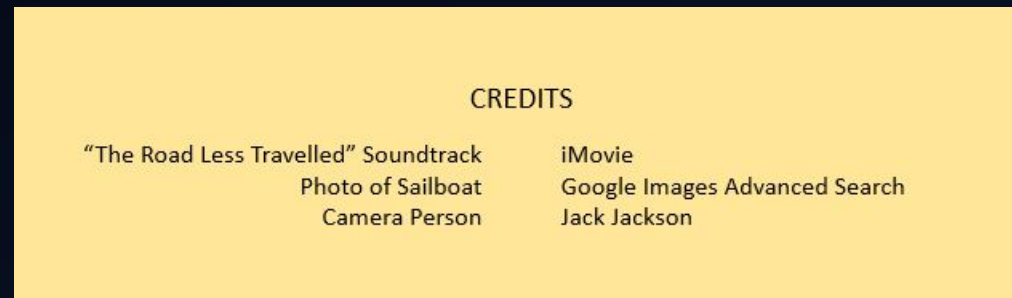 CREDITS
“The Road Less Travelled” Soundtrack iMovie
Photo of Sailboat Google Images Advanced Search
Camera Person Jack Jackson